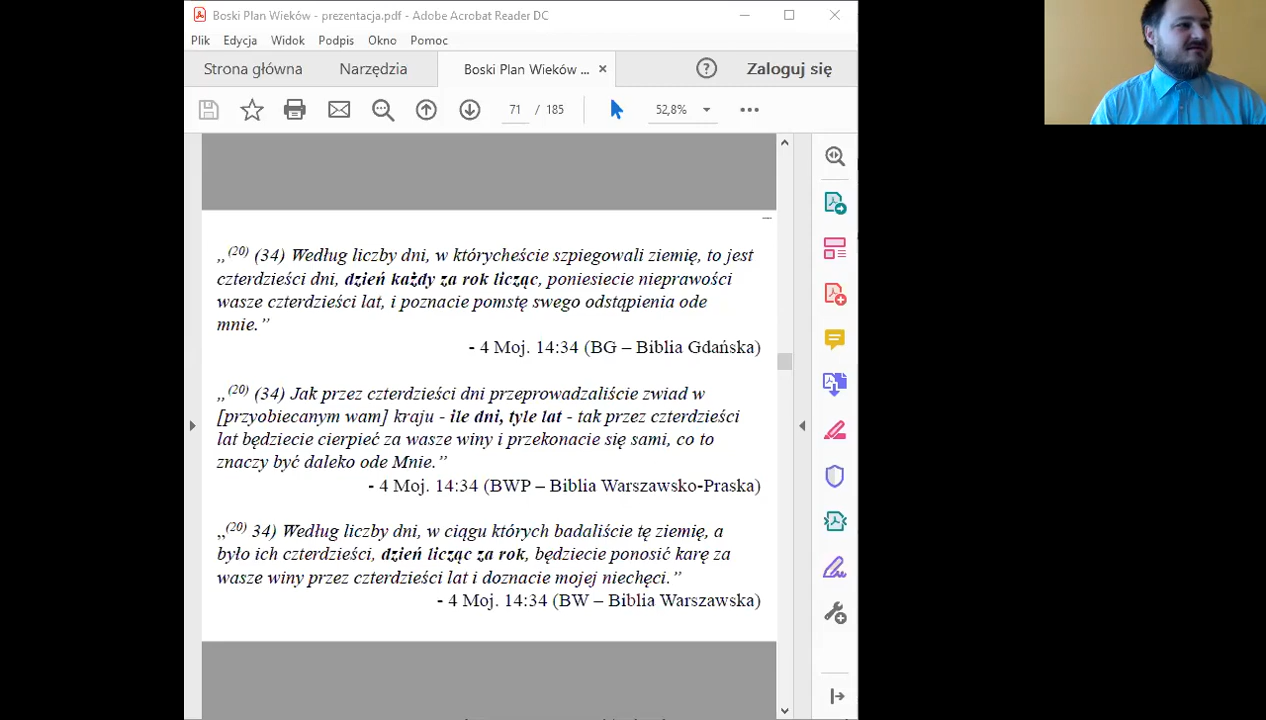 Boski Plan Wieków - prezentacja.pdf - Adobe Acrobat Reader DC
Plik Edycja Widok Podpis Okno Pomoc
Strona główna Narzędzia Boski Plan Wieków ... × Zaloguj się
71 / 185 52,8%
„(20) (34) Według liczby dni, w którycheście szpiegowali ziemię, to jest
czterdzieści dni, dzień każdy za rok licząc, poniesiecie nieprawości
wasze czterdzieści lat, i poznacie pomstę swego odstąpienia ode
mnie.”
- 4 Moj. 14:34 (BG – Biblia Gdańska)
„(20) (34) Jak przez czterdzieści dni przeprowadzaliście zwiad w
[przyobiecanym wam] kraju - ile dni, tyle lat - tak przez czterdzieści
lat będziecie cierpieć za wasze winy i przekonacie się sami, co to
znaczy być daleko ode Mnie.”
- 4 Moj. 14:34 (BWP – Biblia Warszawsko-Praska)
„(20) 34) Według liczby dni, w ciągu których badaliście tę ziemię, a
było ich czterdzieści, dzień licząc za rok, będziecie ponosić karę za
wasze winy przez czterdzieści lat i doznacie mojej niechęci.”
- 4 Moj. 14:34 (BW – Biblia Warszawska)